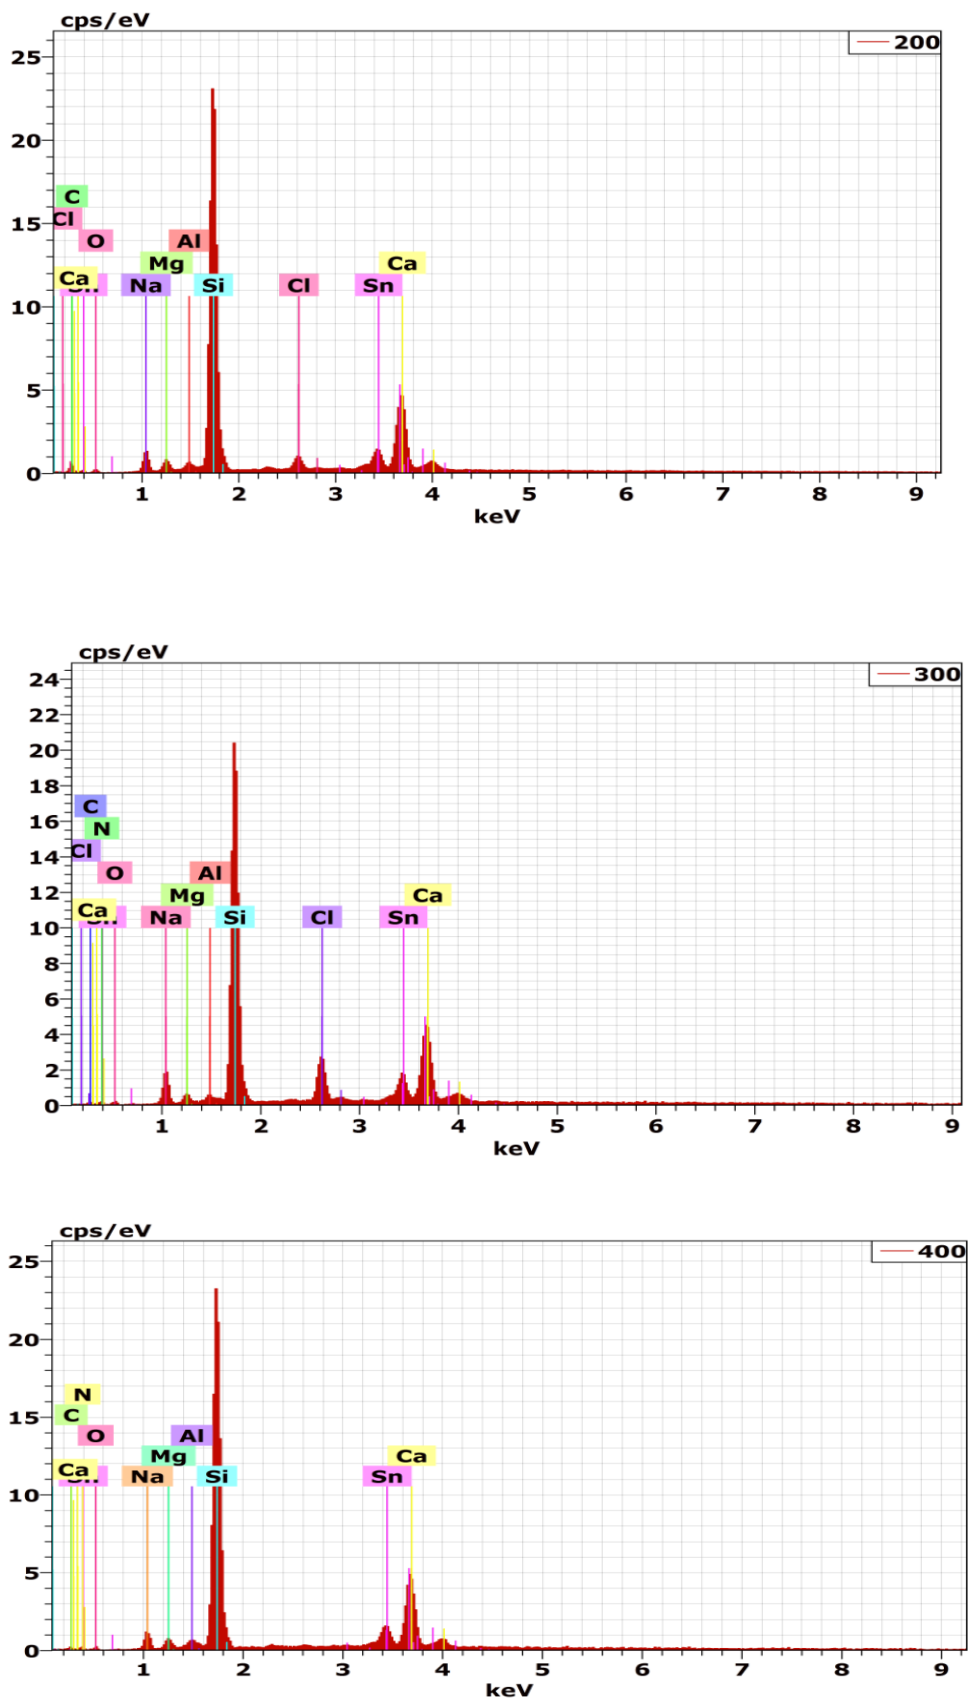 cps/eV
200
25
20
C
15
Cl
O
Al
Mg
Ca
Ca
Na
Si
Cl
Sn
10
5
0
1 2 3 4 5 6 7 8 9
keV
cps/eV
300
24
22
20
18
C
16
N
14
Cl
O
Al
12
Mg
Ca
Ca
Na
Si
Cl
Sn
10
8
6
4
2
0
1 2 3 4 5 6 7 8 9
keV
cps/eV
400
25
20
N
C
15
O
Al
Mg
Ca
Ca
Na
Si
Sn
10
5
0
1 2 3 4 5 6 7 8 9
keV